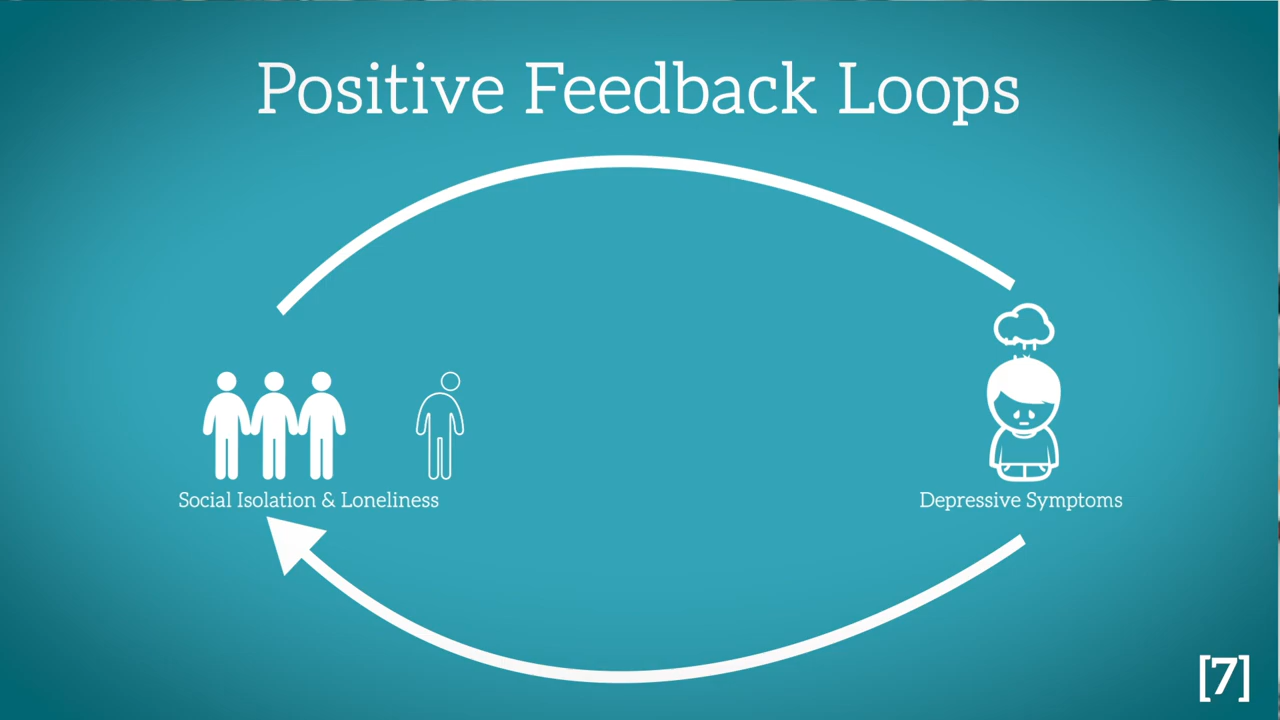 Positive Feedback Loops
Social Isolation & Loneliness
Depressive Symptoms
[7]